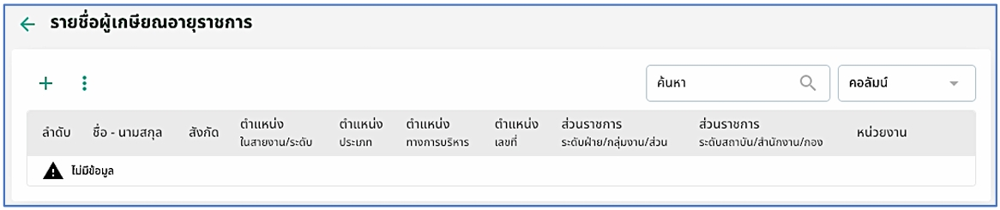 รายชื่อผู้เกษียณอายุราชการ
ค้นหา
คอลัมน์
ลำดับ ชื่อ - นามสกุล สังกัด ตำแหน่ง ตำแหน่ง ตำแหน่ง ตำแหน่ง ส่วนราชการ ส่วนราชการ หน่วยงาน
ในสายงาน/ระดับ ประเภท ทางการบริหาร เลขที่ ระดับฝ่าย/กลุ่มงาน/ส่วน ระดับสถาบัน/สำนักงาน/กอง
ไม่มีข้อมูล